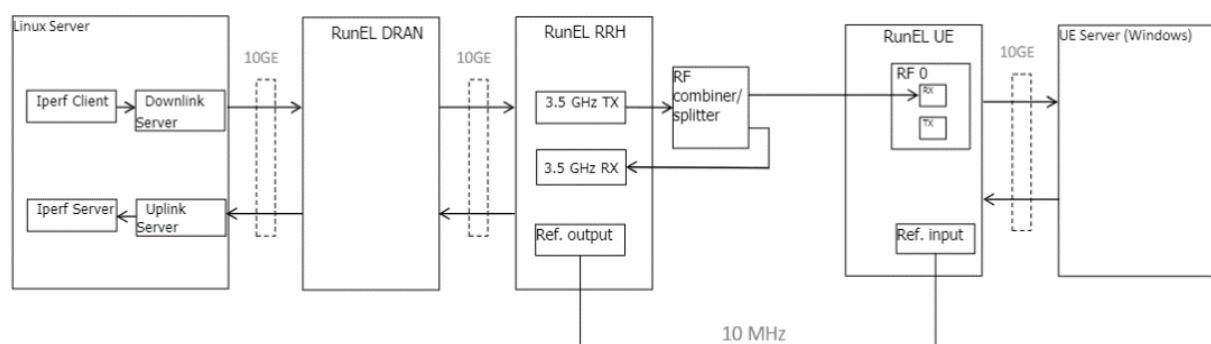 Linux Server
Iperf Client
Downlink
Server
Iperf Server
Uplink
Server
10GE
RunEL DRAN
10GE
RunEL RRH
3.5 GHz TX
3.5 GHz RX
Ref. output
RF
combiner/
splitter
RunEL UE
RF 0
RX
TX
Ref. input
10GE
UE Server (Windows)
10 MHz